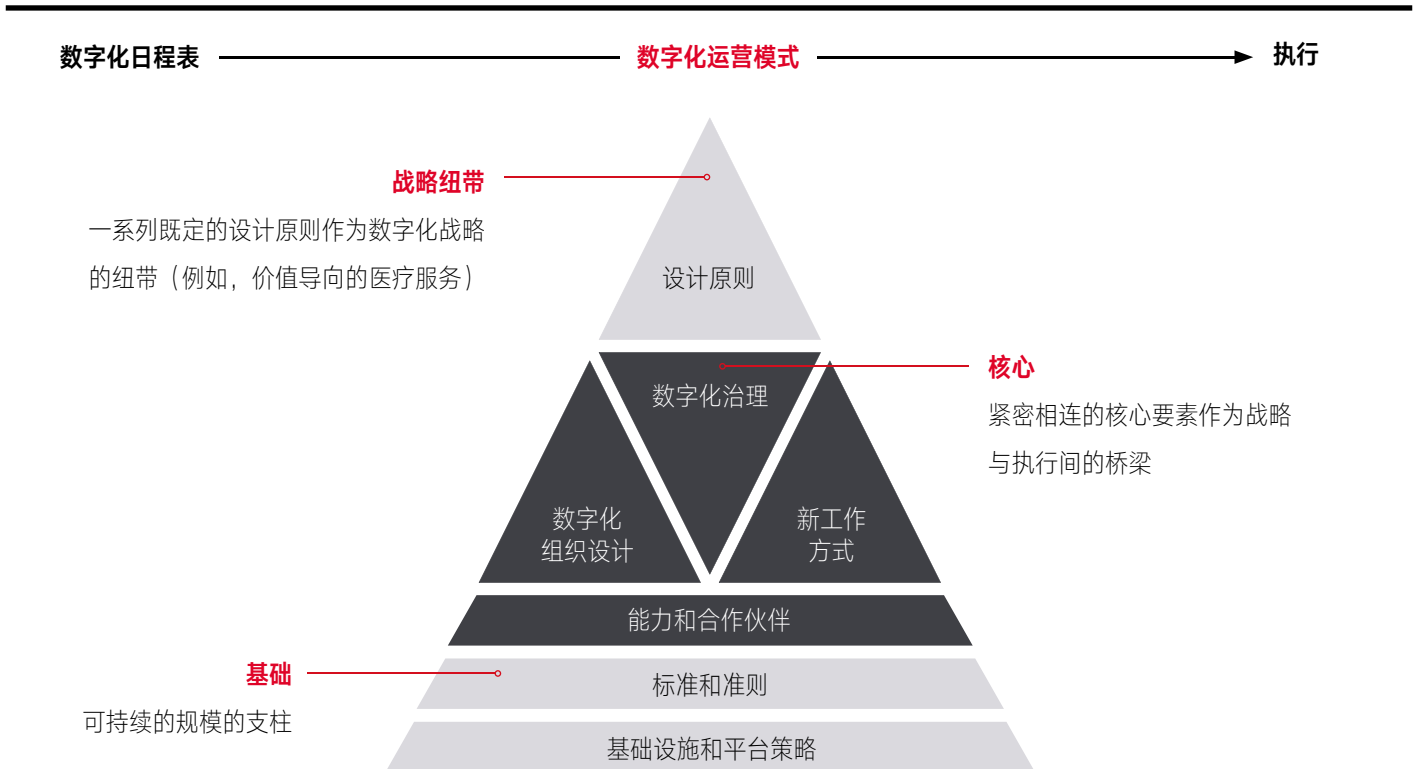 数字化日程表
数字化运营模式
执行
战略纽带
一系列既定的设计原则作为数字化战略
的纽带（例如，价值导向的医疗服务）
设计原则
核心
紧密相连的核心要素作为战略
与执行间的桥梁
数字化治理
数字化
组织设计
新工作
方式
能力和合作伙伴
基础
可持续的规模的支柱
标准和准则
基础设施和平台策略